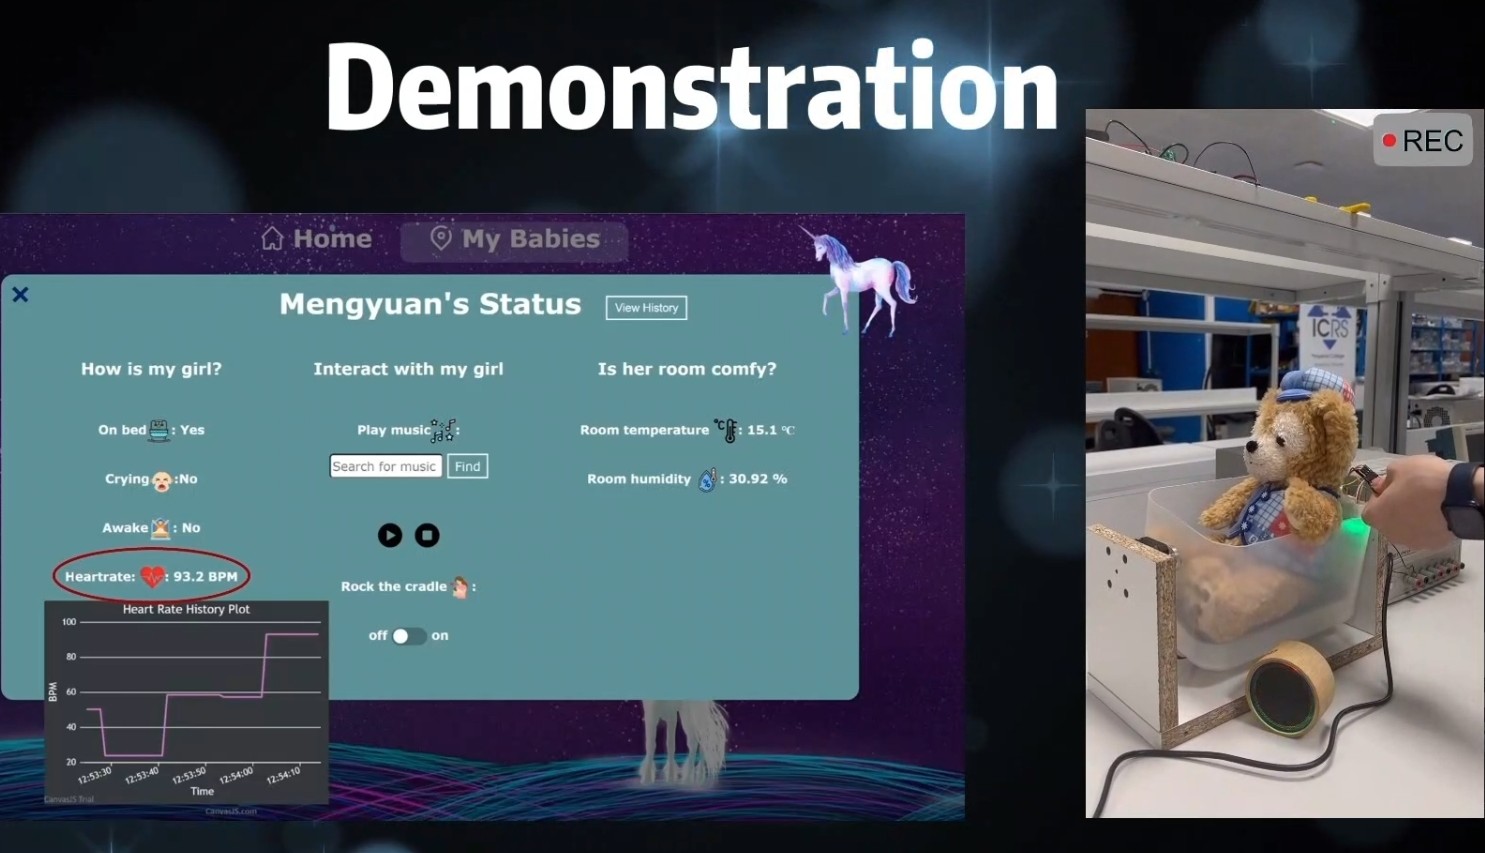 Demonstration
REC
Home
My Babies
Mengyuan's Status
View History
How is my girl?
Interact with my girl
Is her room comfy?
On bed : Yes
Play music :
Room temperature °C : 15.1 °C
Search for music
Find
Crying :No
Room humidity % : 30.92 %
Awake : No
Heartrate: : 93.2 BPM
Rock the cradle :
off on
Heart Rate History Plot
100
80
60
40
20
BPM
12:53:30
12:53:40
12:53:50
12:54:00
12:54:10
Time
CanvasJS Trial
CanvasJS.com
ICRS